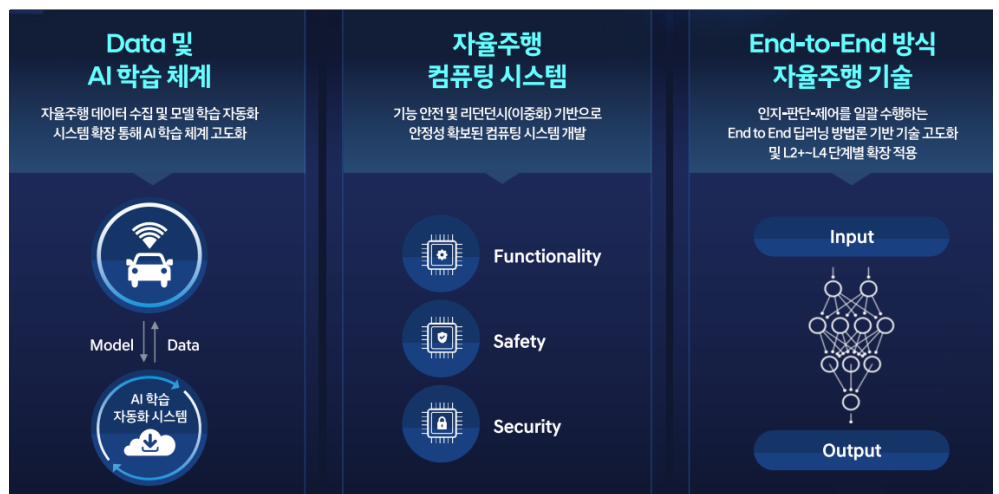 Data 및
AI 학습 체계
자율주행 데이터 수집 및 모델 학습 자동화
시스템 확장 통해 AI 학습 체계 고도화
Model
Data
AI 학습
자동화 시스템
자율주행
컴퓨팅 시스템
기능 안전 및 리던던시(이중화) 기반으로
안정성 확보된 컴퓨팅 시스템 개발
Functionality
Safety
Security
End-to-End 방식
자율주행 기술
인지-판단-제어를 일괄 수행하는
End to End 딥러닝 방법론 기반 기술 고도화
및 L2+~L4 단계별 확장 적용
Input
Output